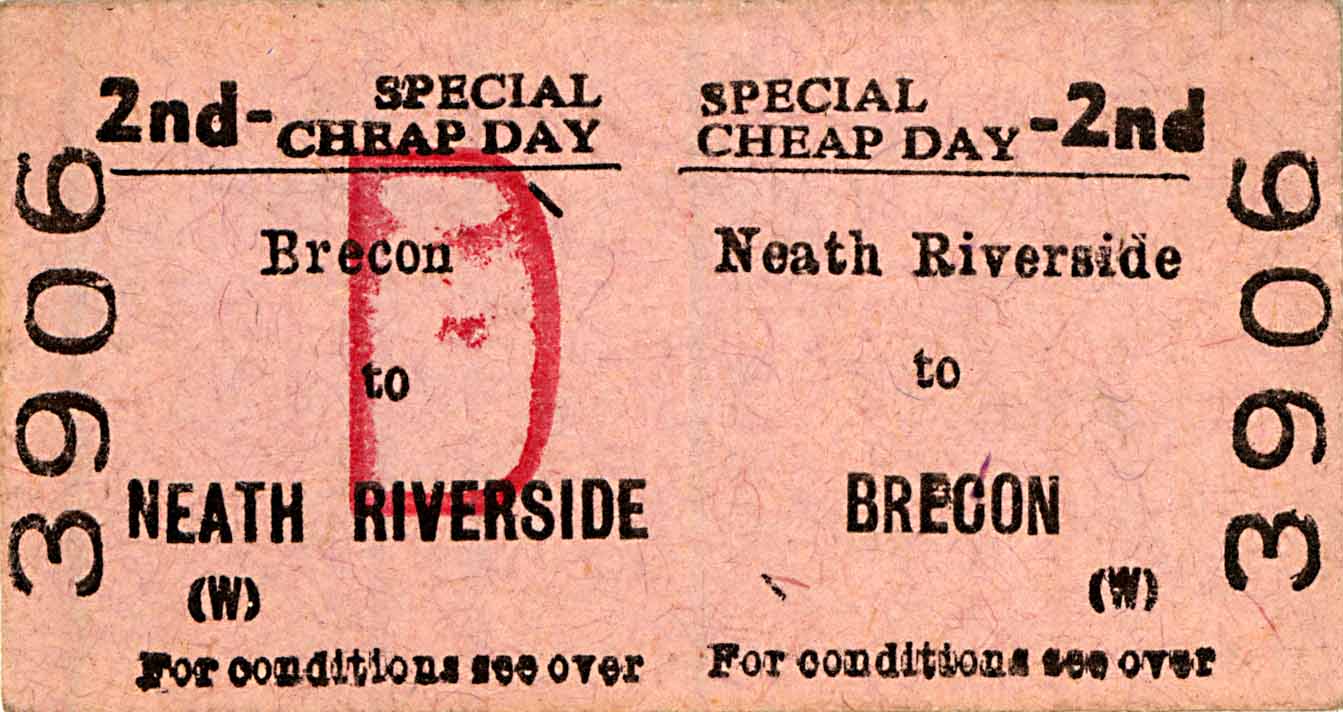 2nd- SPECIAL CHEAP DAY
Brecon
to
NEATH RIVERSIDE
(W)
For conditions see over
3906
D
SPECIAL CHEAP DAY -2nd
Neath Riverside
to
BRECON
(W)
For conditions see over
3906